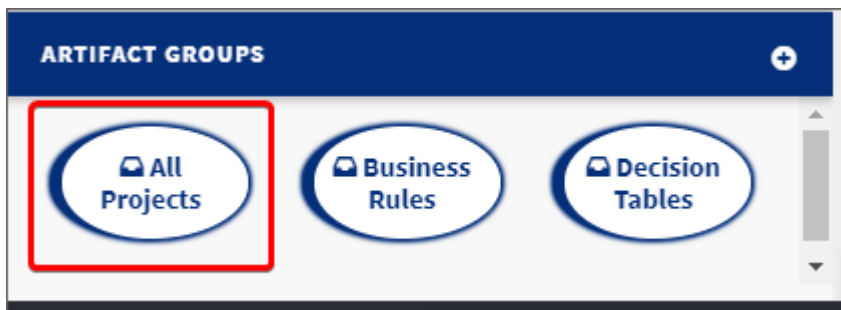 ARTIFACT GROUPS
All
Projects
Business
Rules
Decision
Tables